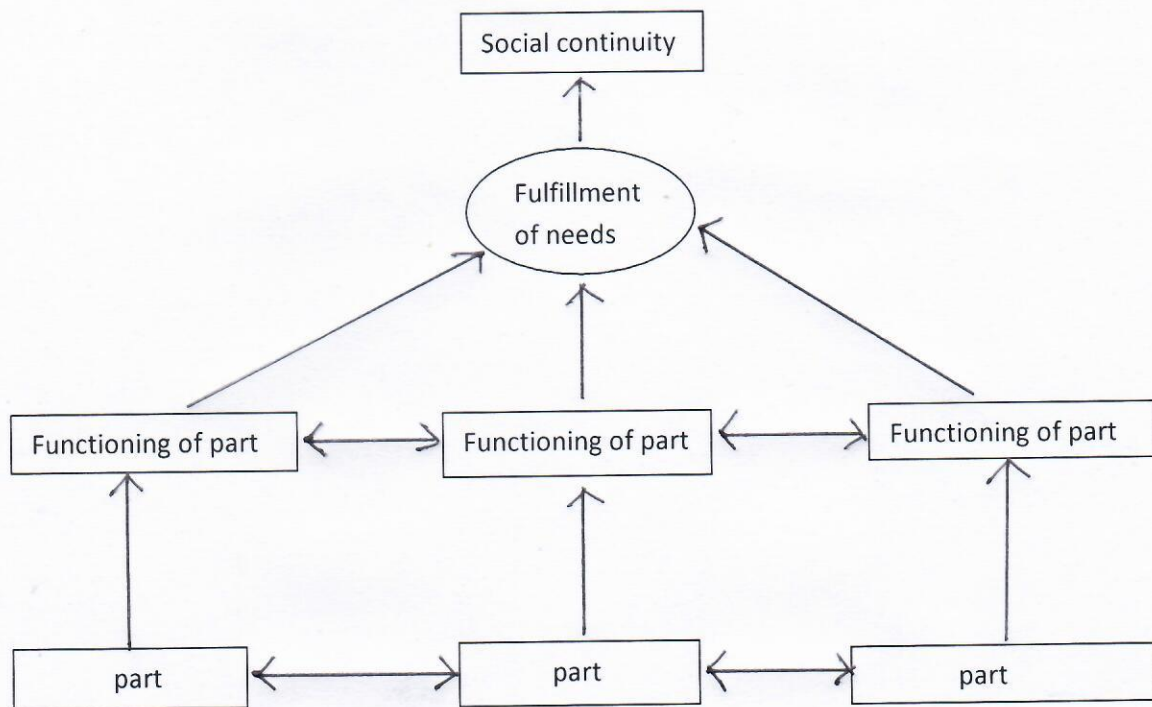 Social continuity
Fulfillment
of needs
Functioning of part
Functioning of part
Functioning of part
part
part
part